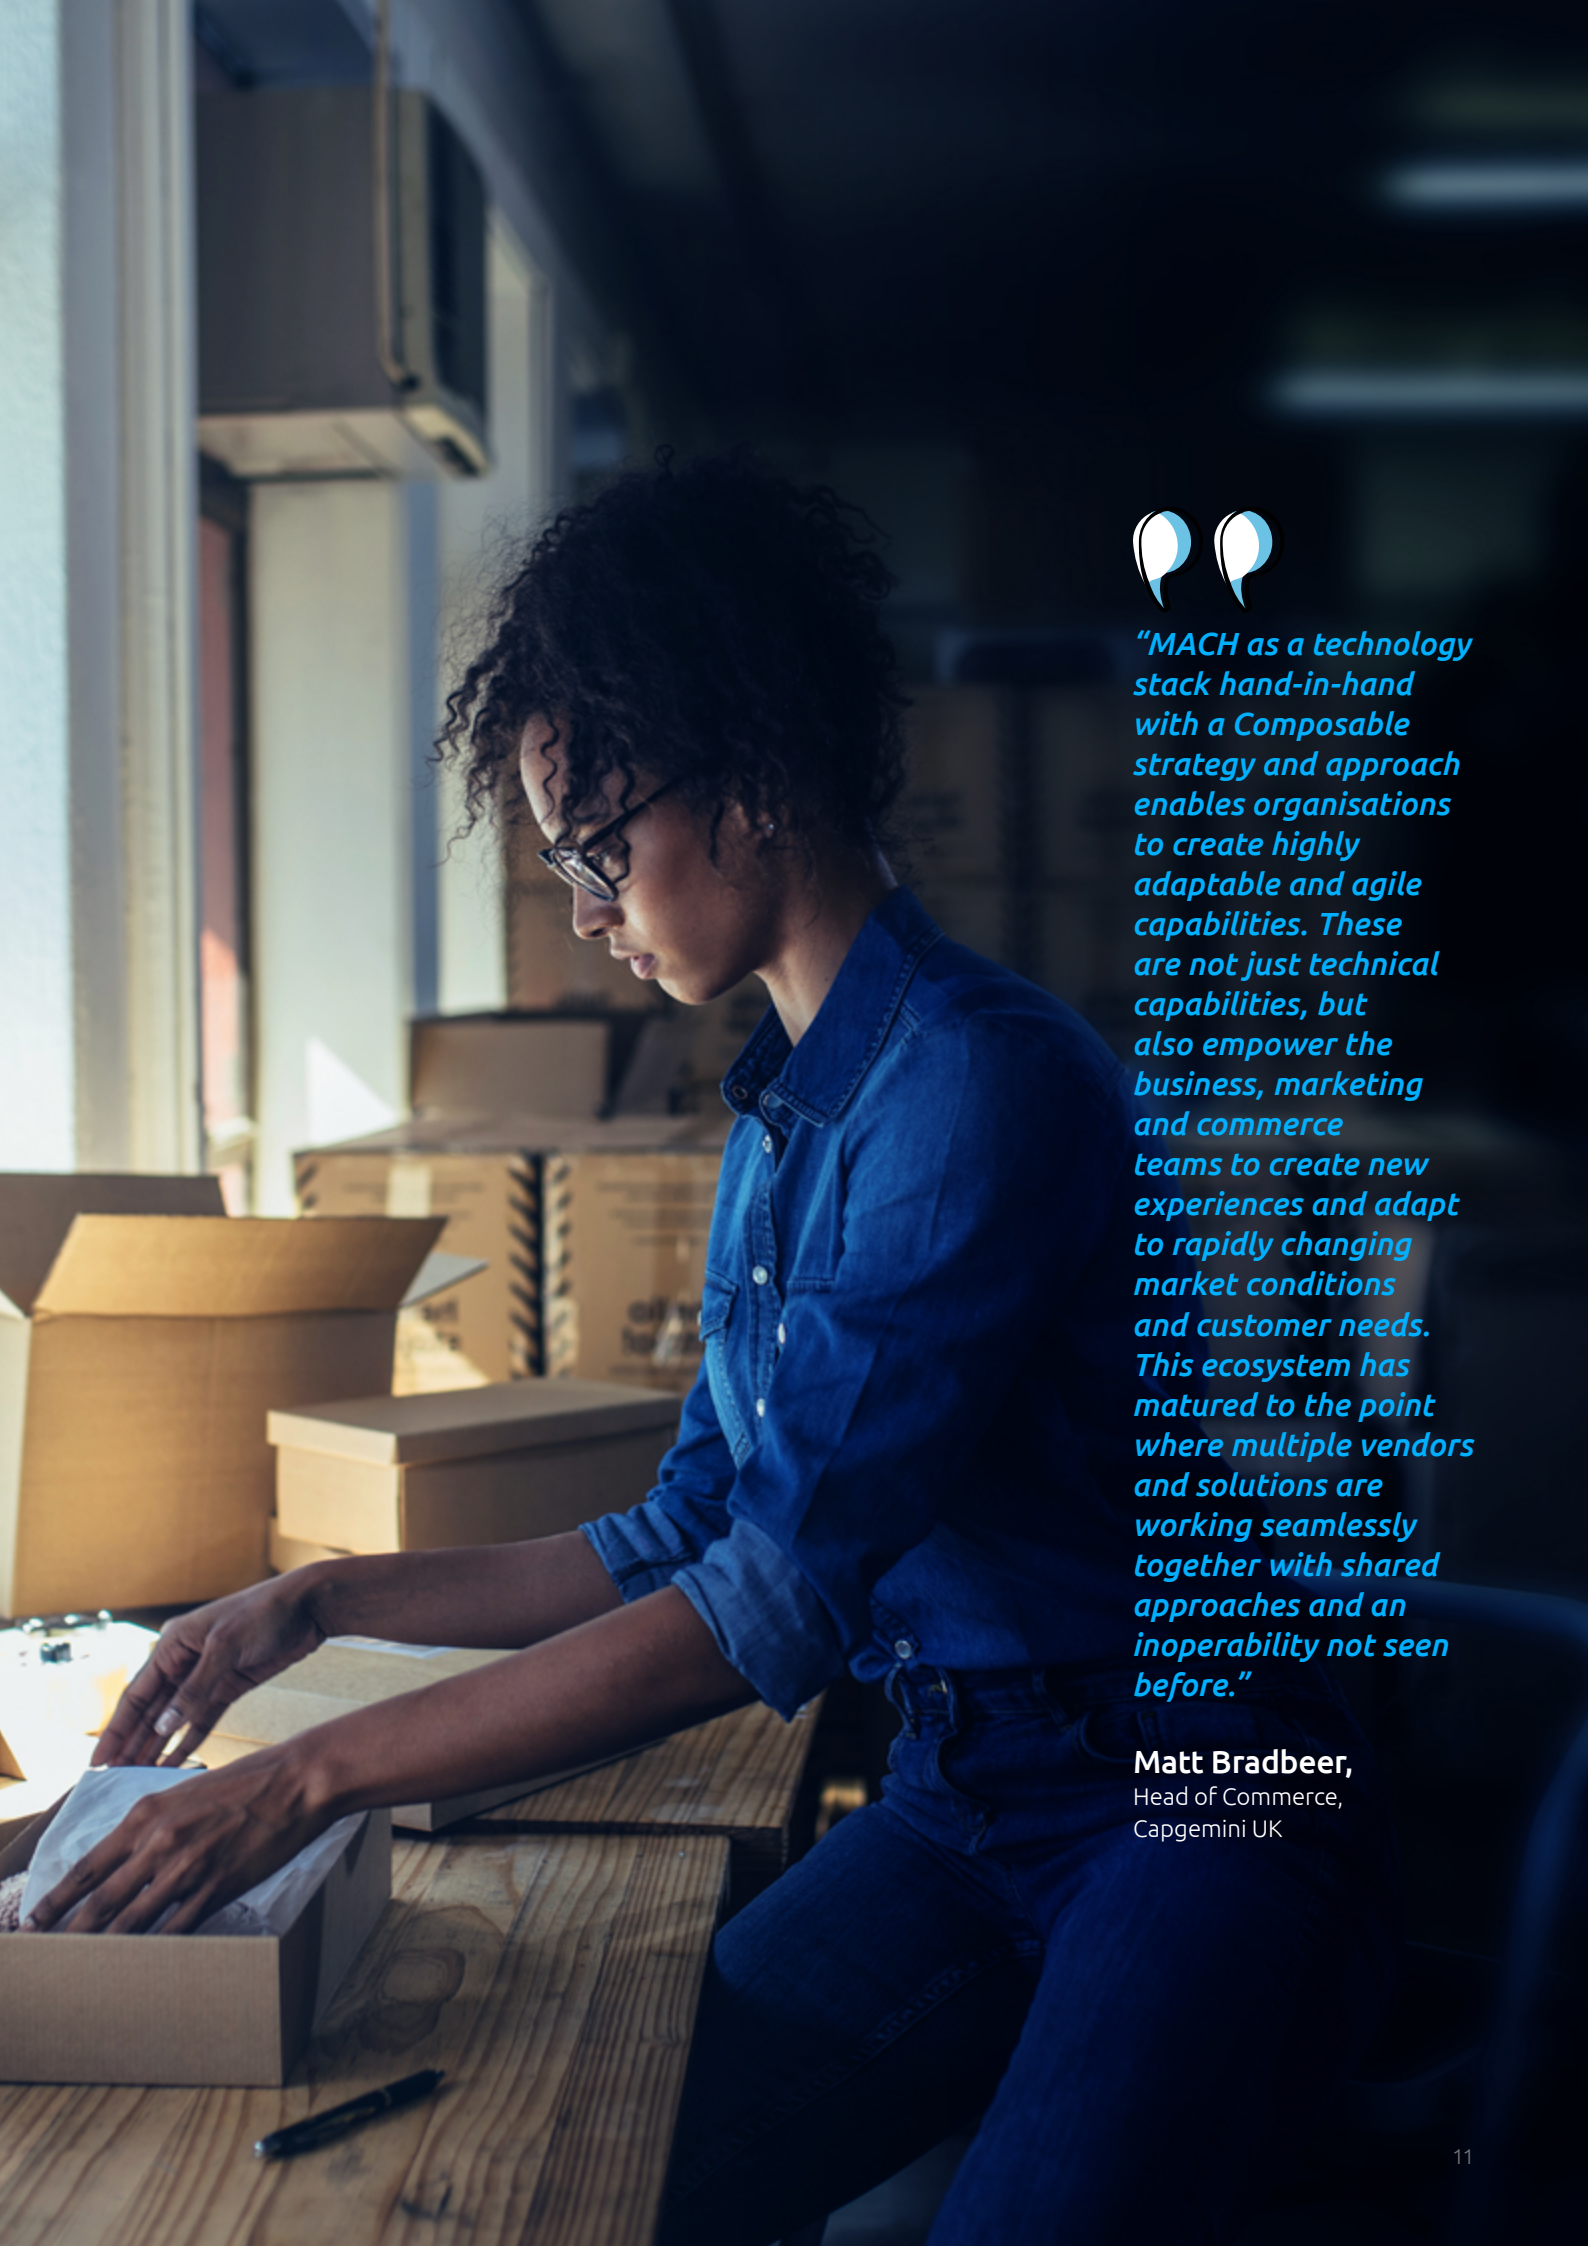 “MACH as a technology
stack hand-in-hand
with a Composable
strategy and approach
enables organisations
to create highly
adaptable and agile
capabilities. These
are not just technical
capabilities, but
also empower the
business, marketing
and commerce
teams to create new
experiences and adapt
to rapidly changing
market conditions
and customer needs.
This ecosystem has
matured to the point
where multiple vendors
and solutions are
working seamlessly
together with shared
approaches and an
inoperability not seen
before.”
Matt Bradbeer,
Head of Commerce,
Capgemini UK
11